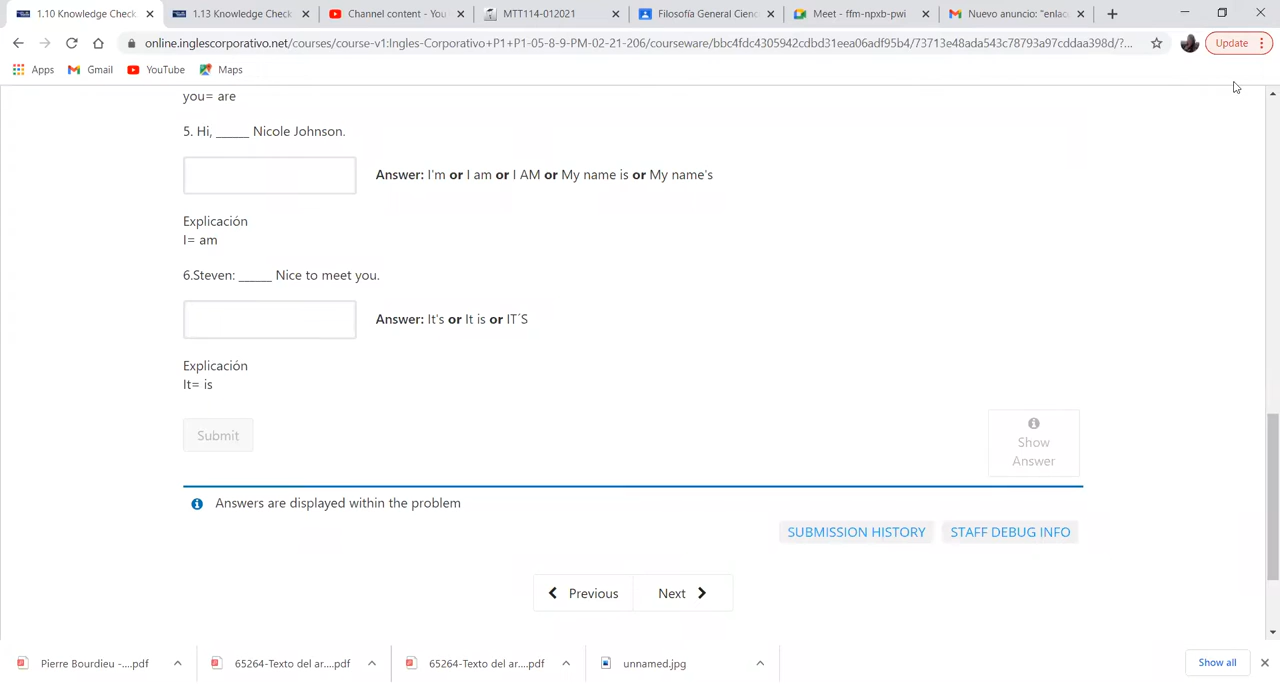 1.10 Knowledge Check
1.13 Knowledge Check
Channel content - You
MTT114-012021
Filosofía General Cienc
Meet - ffm-npxb-pwi
Nuevo anuncio: "enlac
online.inglescorporativo.net/courses/course-v1:Ingles-Corporativo+P1+P1-05-8-9-PM-02-21-206/courseware/bbc4fdc4305942cdbd31eea06adf95b4/73713e48ada543c78793a97cddaa398d/?...
Update
Apps
Gmail
YouTube
Maps
you= are
5. Hi, _____ Nicole Johnson.
Answer: I'm or I am or I AM or My name is or My name's
Explicación
I= am
6.Steven: _____ Nice to meet you.
Answer: It's or It is or IT´S
Explicación
It= is
Submit
Show
Answer
Answers are displayed within the problem
SUBMISSION HISTORY
STAFF DEBUG INFO
Previous
Next
Pierre Bourdieu -....pdf
65264-Texto del ar....pdf
65264-Texto del ar....pdf
unnamed.jpg
Show all